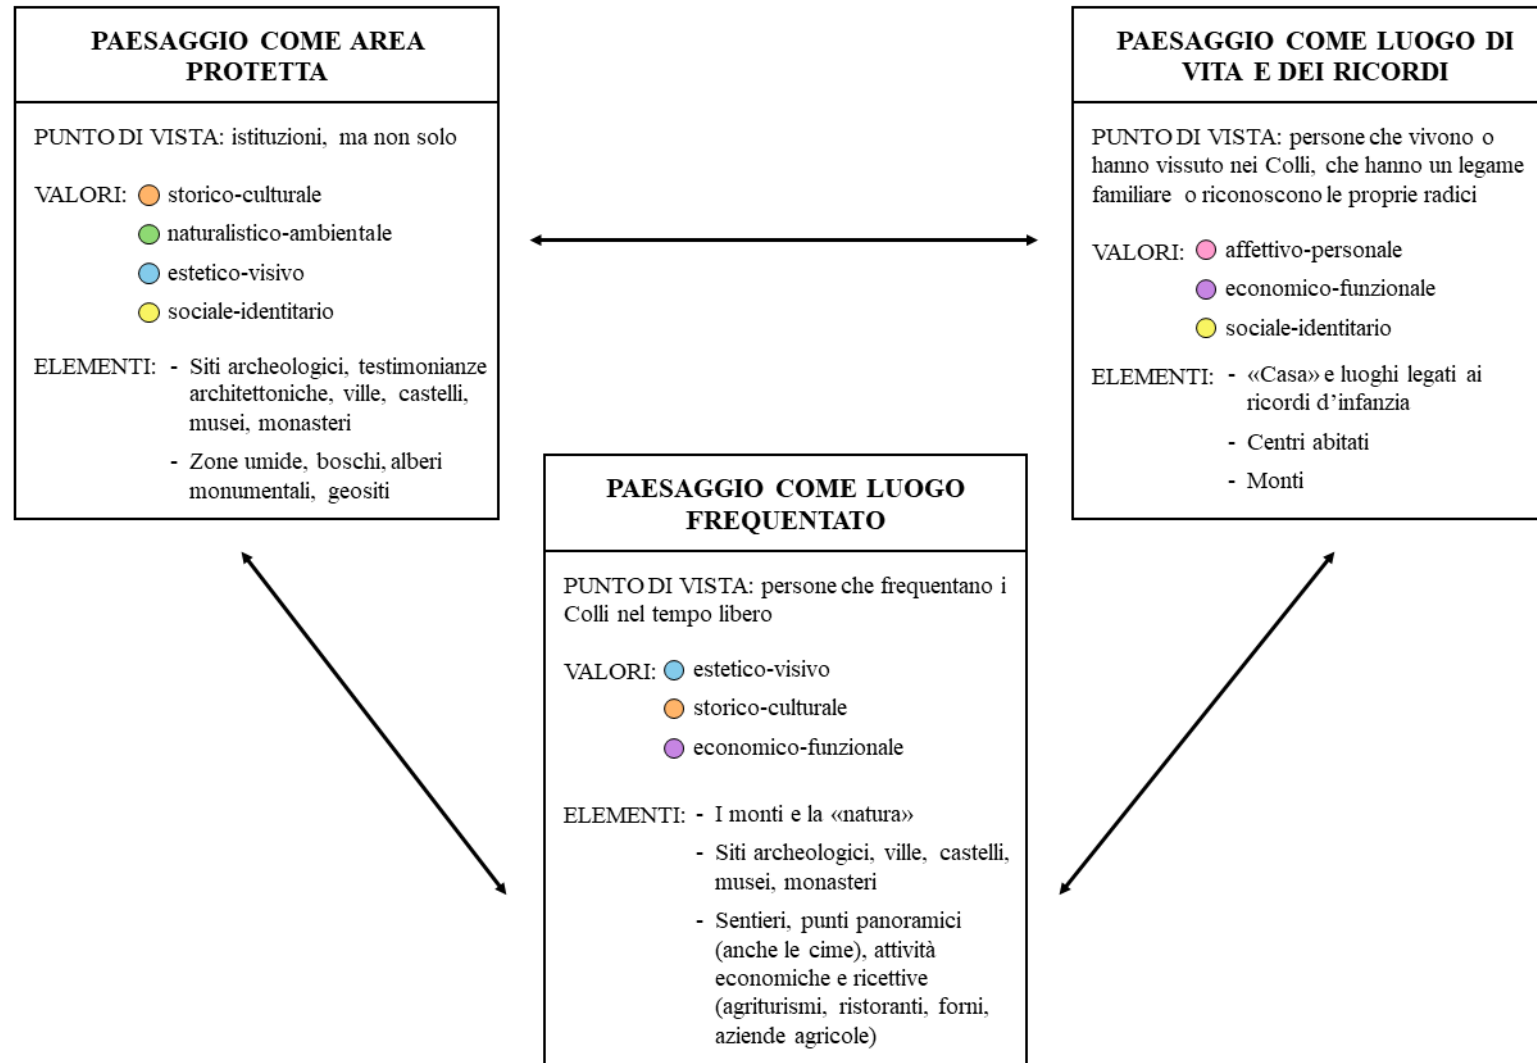 PAESAGGIO COME AREA
PROTETTA
PUNTO DI VISTA: istituzioni, ma non solo
VALORI: storico-culturale
naturalistico-ambientale
estetico-visivo
sociale-identitario
ELEMENTI: - Siti archeologici, testimonianze
architettoniche, ville, castelli,
musei, monasteri
- Zone umide, boschi, alberi
monumentali, geositi
PAESAGGIO COME LUOGO DI
VITA E DEI RICORDI
PUNTO DI VISTA: persone che vivono o
hanno vissuto nei Colli, che hanno un legame
familiare o riconoscono le proprie radici
VALORI: affettivo-personale
economico-funzionale
sociale-identitario
ELEMENTI: - «Casa» e luoghi legati ai
ricordi d’infanzia
- Centri abitati
- Monti
PAESAGGIO COME LUOGO
FREQUENTATO
PUNTO DI VISTA: persone che frequentano i
Colli nel tempo libero
VALORI: estetico-visivo
storico-culturale
economico-funzionale
ELEMENTI: - I monti e la «natura»
- Siti archeologici, ville, castelli,
musei, monasteri
- Sentieri, punti panoramici
(anche le cime), attività
economiche e ricettive
(agriturismi, ristoranti, forni,
aziende agricole)